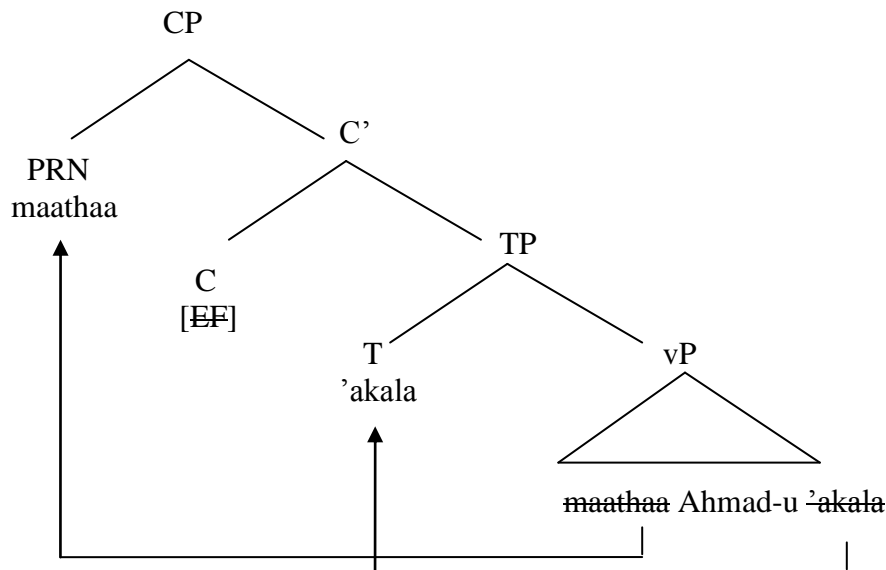 CP
C’
PRN
maathaa
TP
C
[EF]
T
’akala
vP
maathaa Ahmad-u ’akala